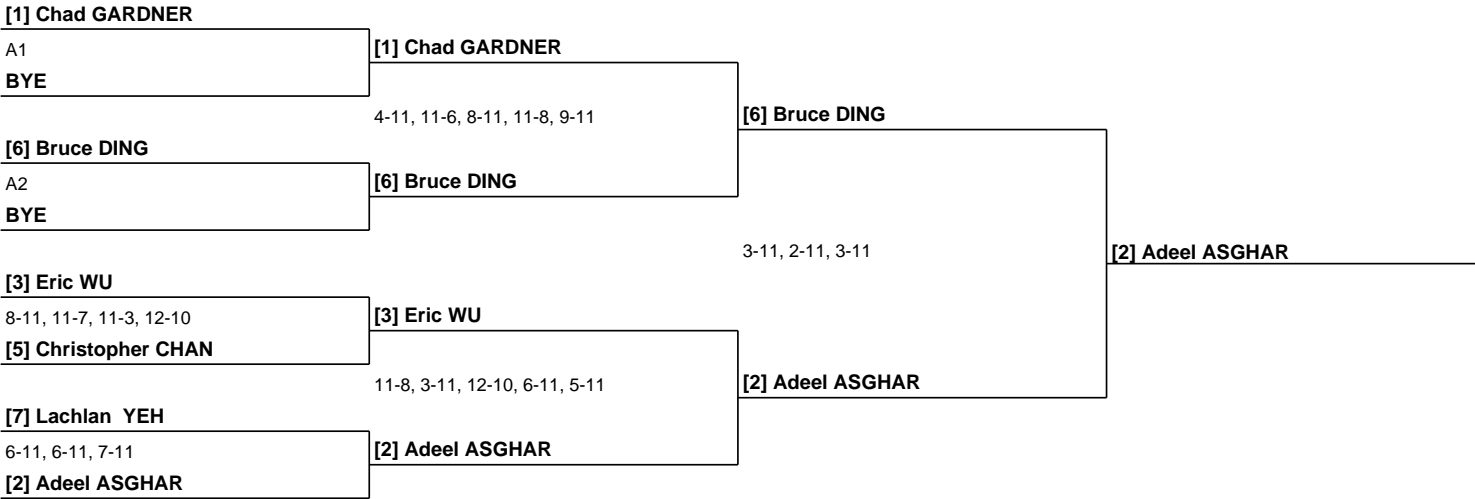 [1] Chad GARDNER
A1
BYE
[6] Bruce DING
A2
BYE
[3] Eric WU
8-11, 11-7, 11-3, 12-10
[5] Christopher CHAN
[7] Lachlan  YEH
6-11, 6-11, 7-11
[2] Adeel ASGHAR
[1] Chad GARDNER
4-11, 11-6, 8-11, 11-8, 9-11
[6] Bruce DING
[3] Eric WU
11-8, 3-11, 12-10, 6-11, 5-11
[2] Adeel ASGHAR
[6] Bruce DING
3-11, 2-11, 3-11
[2] Adeel ASGHAR
[2] Adeel ASGHAR